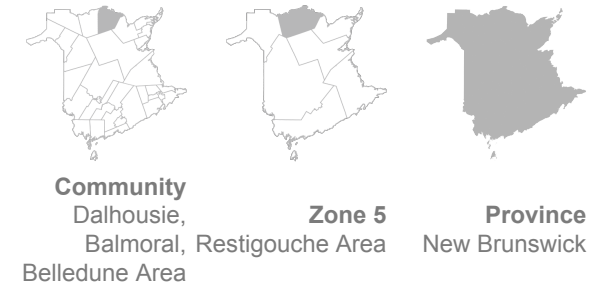 Community
Dalhousie,
Balmoral,
Belledune Area
Zone 5
Restigouche Area
Province
New Brunswick